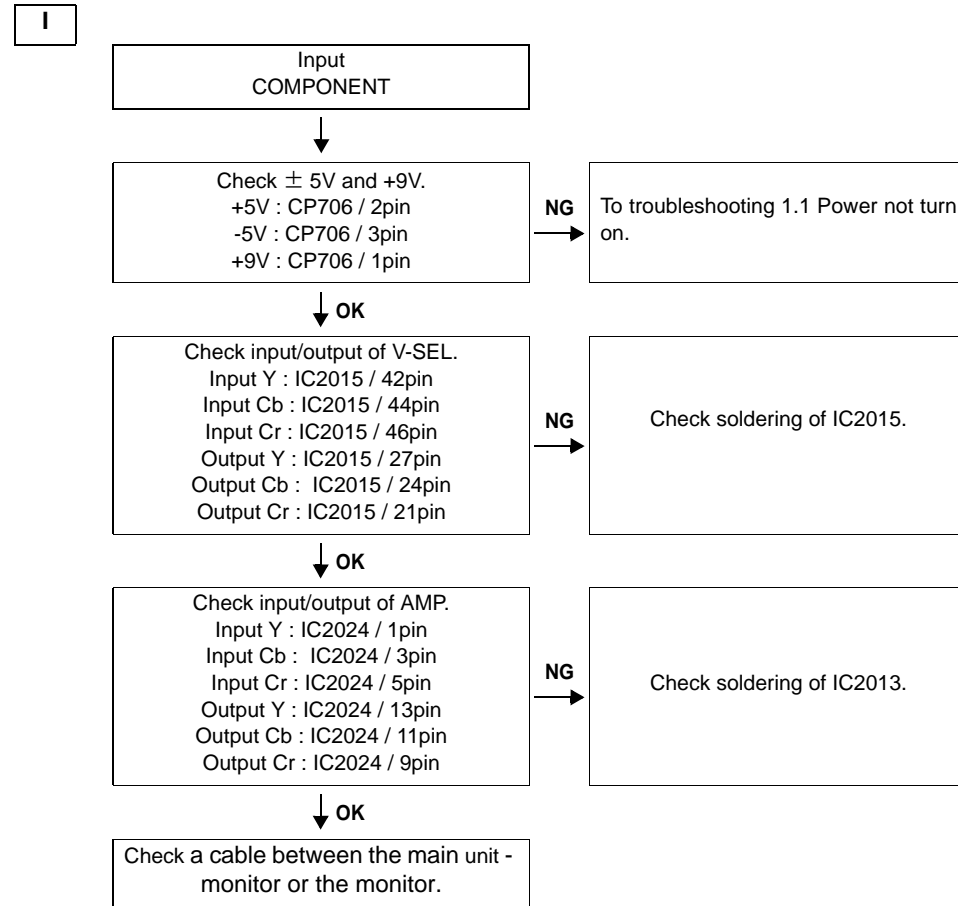 I
Input
COMPONENT
Check ± 5V and +9V.
+5V : CP706 / 2pin
-5V : CP706 / 3pin
+9V : CP706 / 1pin
NG
To troubleshooting 1.1 Power not turn
on.
OK
Check input/output of V-SEL.
Input Y : IC2015 / 42pin
Input Cb : IC2015 / 44pin
Input Cr : IC2015 / 46pin
Output Y : IC2015 / 27pin
Output Cb : IC2015 / 24pin
Output Cr : IC2015 / 21pin
NG
Check soldering of IC2015.
OK
Check input/output of AMP.
Input Y : IC2024 / 1pin
Input Cb : IC2024 / 3pin
Input Cr : IC2024 / 5pin
Output Y : IC2024 / 13pin
Output Cb : IC2024 / 11pin
Output Cr : IC2024 / 9pin
NG
Check soldering of IC2013.
OK
Check a cable between the main unit -
monitor or the monitor.